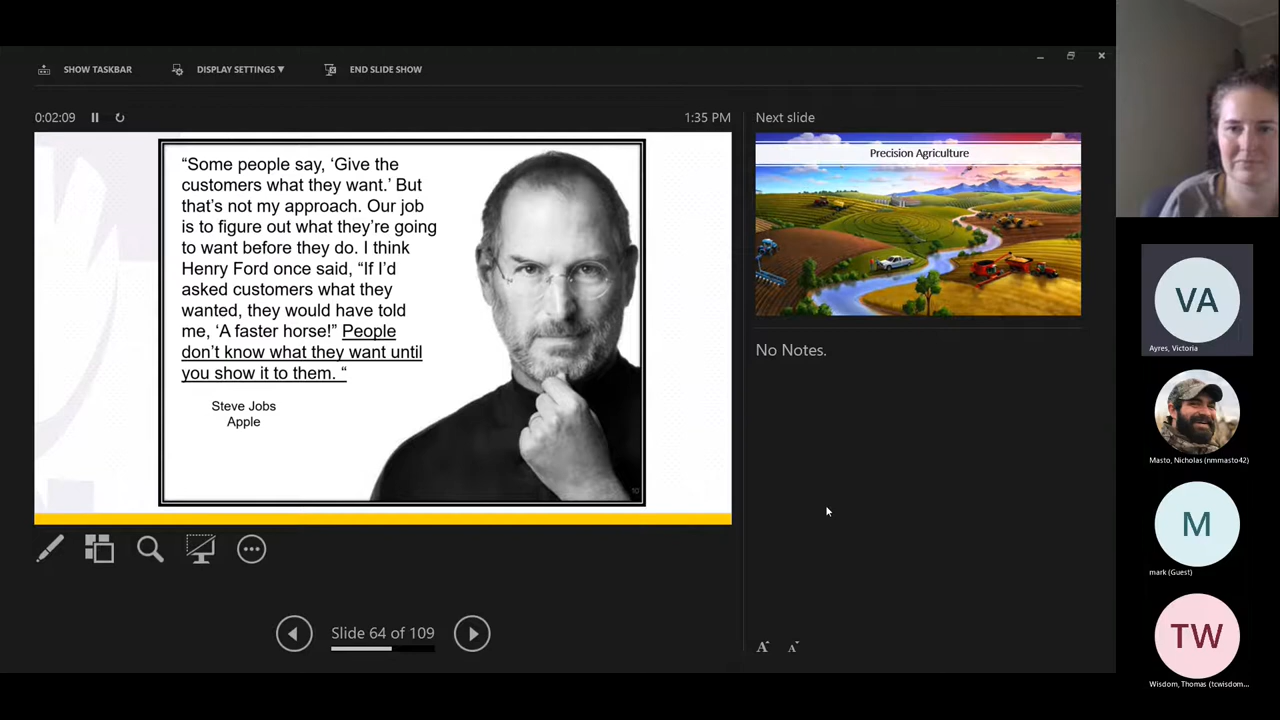 SHOW TASKBAR
DISPLAY SETTINGS ▼
END SLIDE SHOW
0:02:09
1:35 PM
“Some people say, ‘Give the
customers what they want.’ But
that’s not my approach. Our job
is to figure out what they’re going
to want before they do. I think
Henry Ford once said, “If I’d
asked customers what they
wanted, they would have told
me, ‘A faster horse!” People
don’t know what they want until
you show it to them. “
Steve Jobs
Apple
10
Next slide
Precision Agriculture
No Notes.
Slide 64 of 109
A
A
VA
Ayres, Victoria
Masto, Nicholas (nmmasto42)
M
mark (Guest)
TW
Wisdom, Thomas (tcwisdom...